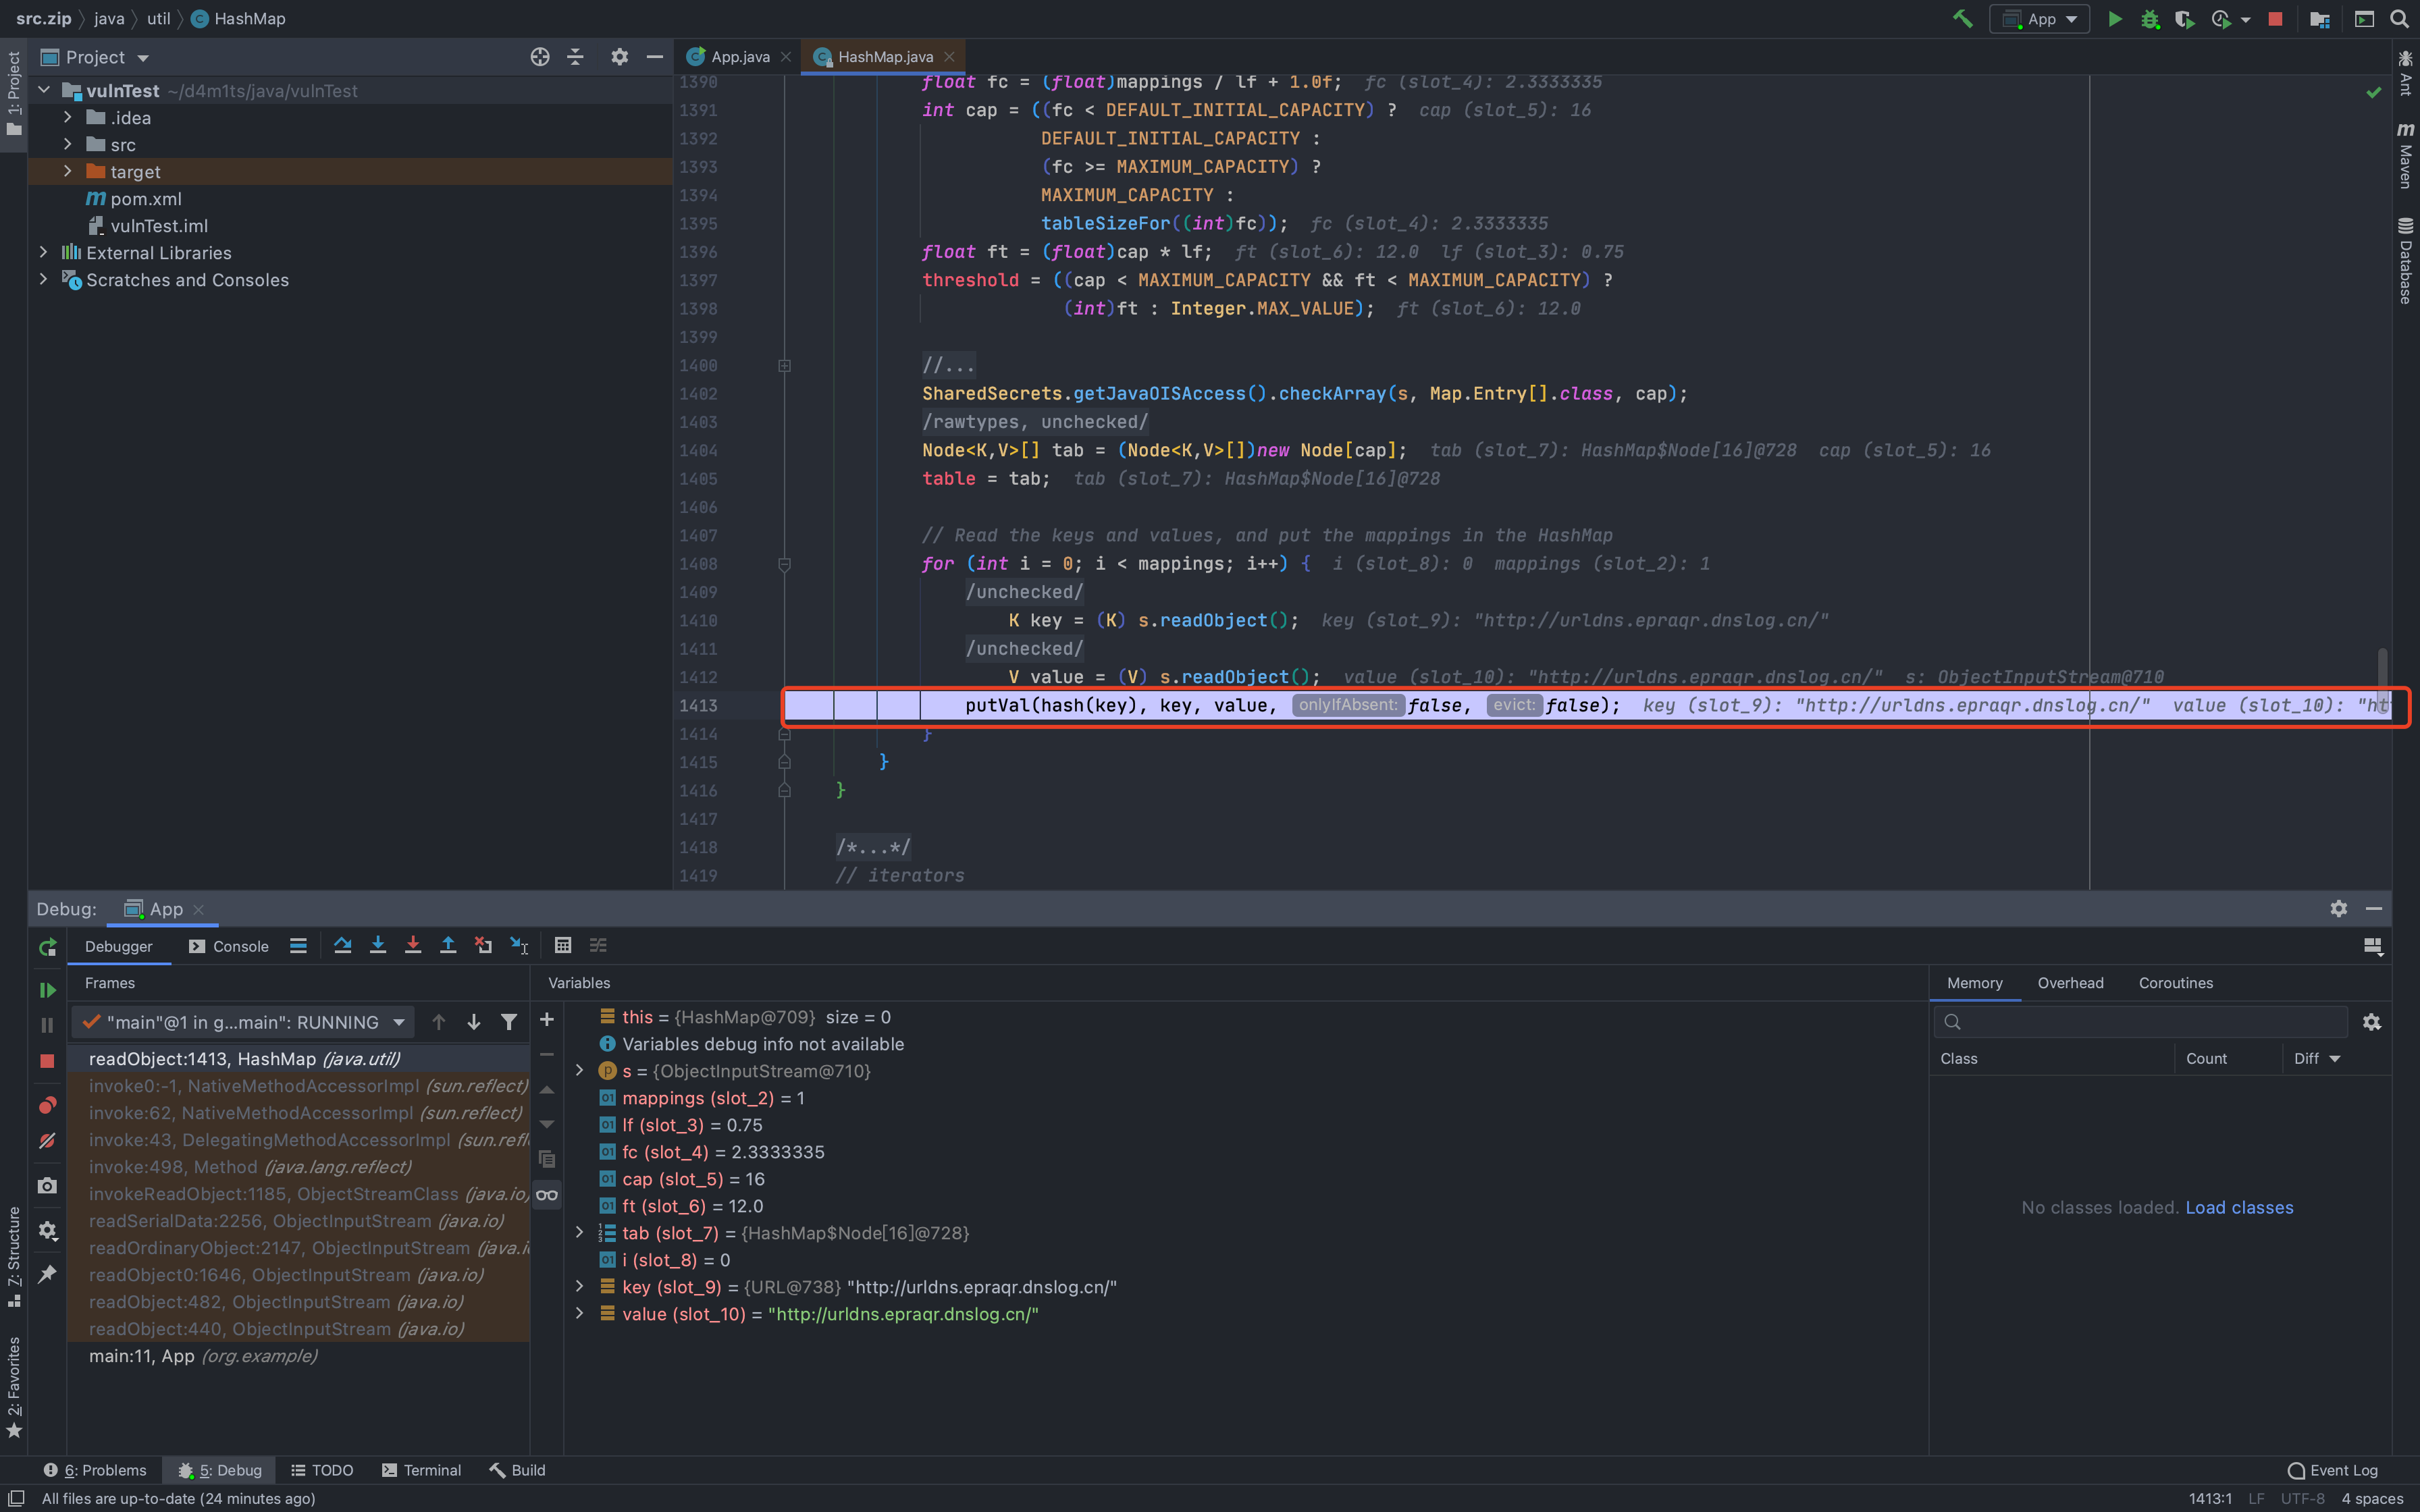 src.zip java util HashMap
App
Project
App.java HashMap.java
vulnTest ~/d4m1ts/java/vulnTest
.idea
src
target
pom.xml
vulnTest.iml
External Libraries
Scratches and Consoles
1: Project
7: Structure
2: Favorites
Ant
Maven
Database
1390 float fc = (float)mappings / lf + 1.0f; fc (slot_4): 2.3333335
1391 int cap = ((fc < DEFAULT_INITIAL_CAPACITY) ? cap (slot_5): 16
1392 DEFAULT_INITIAL_CAPACITY :
1393 (fc >= MAXIMUM_CAPACITY) ?
1394 MAXIMUM_CAPACITY :
1395 tableSizeFor((int)fc)); fc (slot_4): 2.3333335
1396 float ft = (float)cap * lf; ft (slot_6): 12.0 lf (slot_3): 0.75
1397 threshold = ((cap < MAXIMUM_CAPACITY && ft < MAXIMUM_CAPACITY) ?
1398 (int)ft : Integer.MAX_VALUE); ft (slot_6): 12.0
1399
1400 //...
1402 SharedSecrets.getJavaOISAccess().checkArray(s, Map.Entry[].class, cap);
1403 /rawtypes, unchecked/
1404 Node<K,V>[] tab = (Node<K,V>[])new Node[cap]; tab (slot_7): HashMap$Node[16]@728 cap (slot_5): 16
1405 table = tab; tab (slot_7): HashMap$Node[16]@728
1406
1407 // Read the keys and values, and put the mappings in the HashMap
1408 for (int i = 0; i < mappings; i++) { i (slot_8): 0 mappings (slot_2): 1
1409 /unchecked/
1410 K key = (K) s.readObject(); key (slot_9): "http://urldns.epraqr.dnslog.cn/"
1411 /unchecked/
1412 V value = (V) s.readObject(); value (slot_10): "http://urldns.epraqr.dnslog.cn/" s: ObjectInputStream@710
1413 putVal(hash(key), key, value, onlyIfAbsent: false, evict: false); key (slot_9): "http://urldns.epraqr.dnslog.cn/" value (slot_10): "ht
1414 }
1415 }
1416 }
1417
1418 /*...*/
1419 // iterators
Debug: App
Debugger Console
Frames
"main"@1 in g...main": RUNNING
readObject:1413, HashMap (java.util)
invoke0:-1, NativeMethodAccessorImpl (sun.reflect)
invoke:62, NativeMethodAccessorImpl (sun.reflect)
invoke:43, DelegatingMethodAccessorImpl (sun.refl
invoke:498, Method (java.lang.reflect)
invokeReadObject:1185, ObjectStreamClass (java.io)
readSerialData:2256, ObjectInputStream (java.io)
readOrdinaryObject:2147, ObjectInputStream (java.i
readObject0:1646, ObjectInputStream (java.io)
readObject:482, ObjectInputStream (java.io)
readObject:440, ObjectInputStream (java.io)
main:11, App (org.example)
Variables
this = {HashMap@709} size = 0
Variables debug info not available
s = {ObjectInputStream@710}
mappings (slot_2) = 1
lf (slot_3) = 0.75
fc (slot_4) = 2.3333335
cap (slot_5) = 16
ft (slot_6) = 12.0
tab (slot_7) = {HashMap$Node[16]@728}
i (slot_8) = 0
key (slot_9) = {URL@738} "http://urldns.epraqr.dnslog.cn/"
value (slot_10) = "http://urldns.epraqr.dnslog.cn/"
Memory Overhead Coroutines
Class Count Diff
No classes loaded. Load classes
6: Problems 5: Debug TODO Terminal Build Event Log
All files are up-to-date (24 minutes ago) 1413:1 LF UTF-8 4 spaces